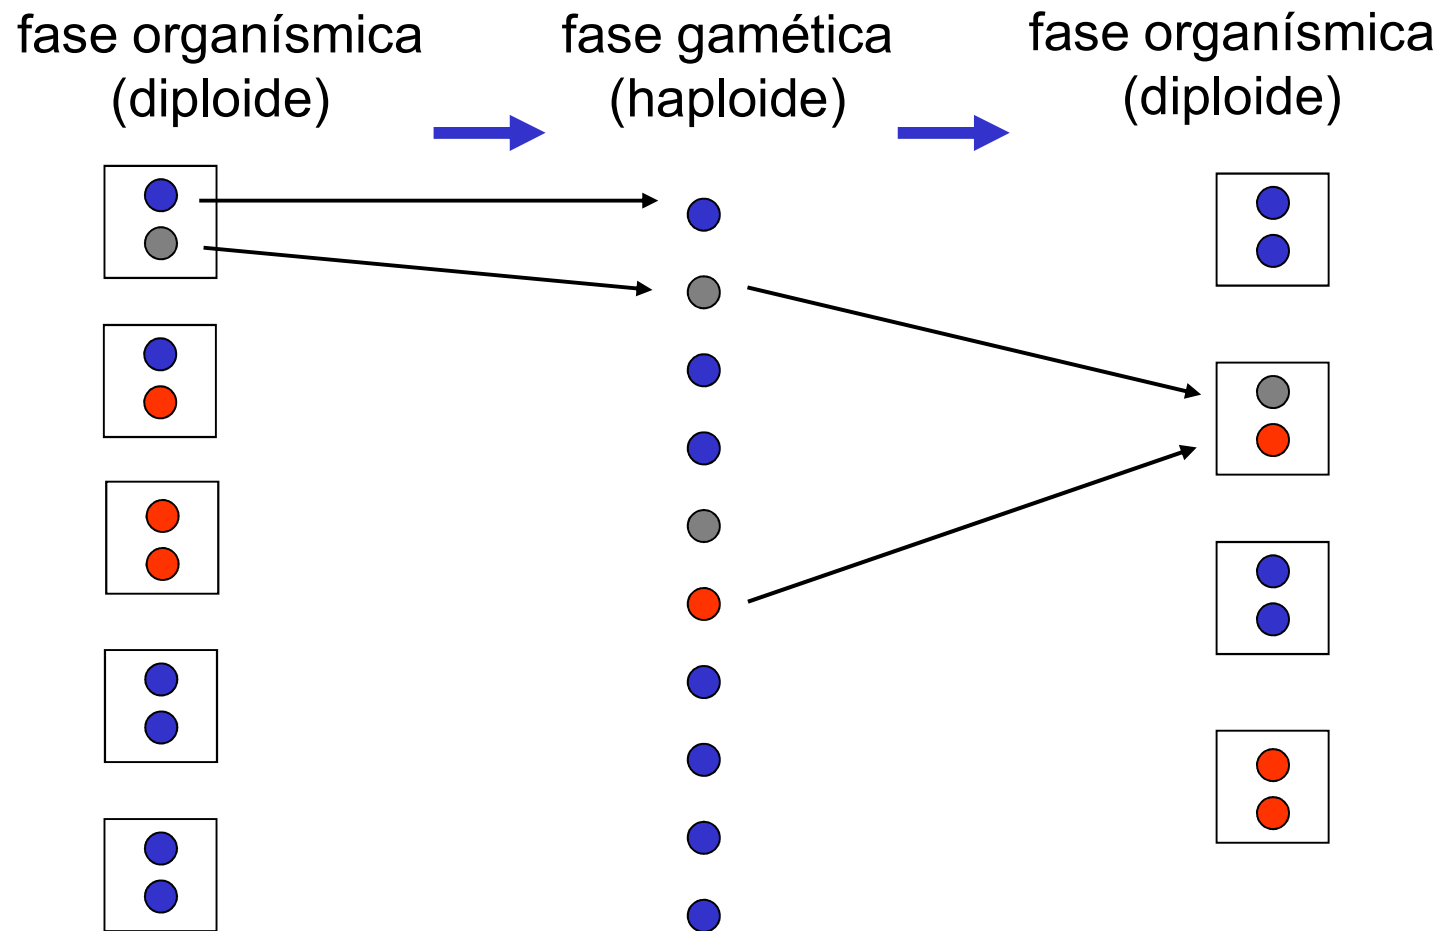 fase organísmica
(diploide)
fase gamética
(haploide)
fase organísmica
(diploide)